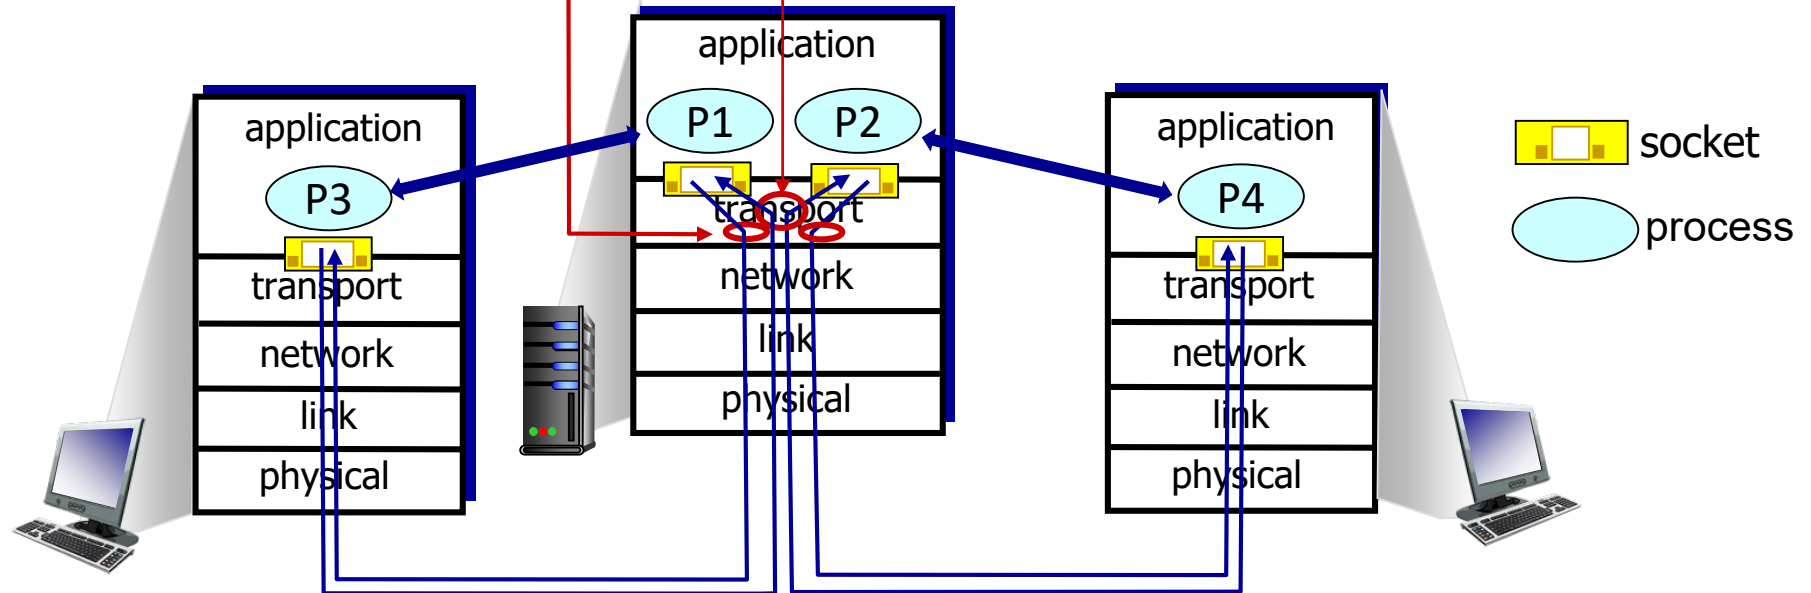 application
P1
P2
transport
network
link
physical
application
P3
transport
network
link
physical
application
P4
transport
network
link
physical
socket
process